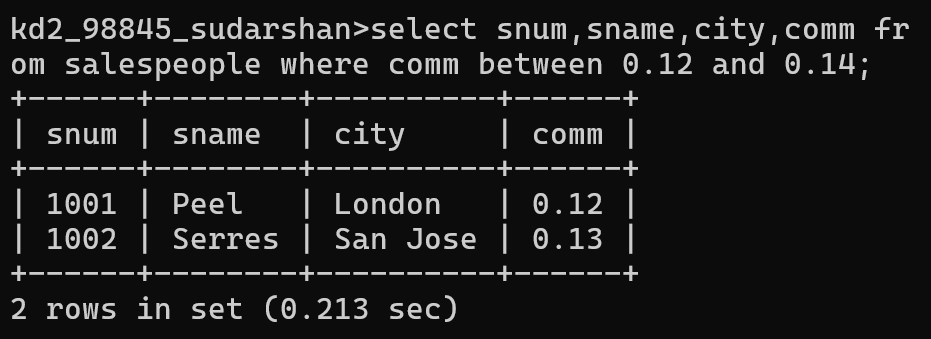 kd2_98845_sudarshan>select snum,sname,city,comm fr
om salespeople where comm between 0.12 and 0.14;
+------+--------+----------+------+
| snum | sname  | city     | comm |
+------+--------+----------+------+
| 1001 | Peel   | London   | 0.12 |
| 1002 | Serres | San Jose | 0.13 |
+------+--------+----------+------+
2 rows in set (0.213 sec)